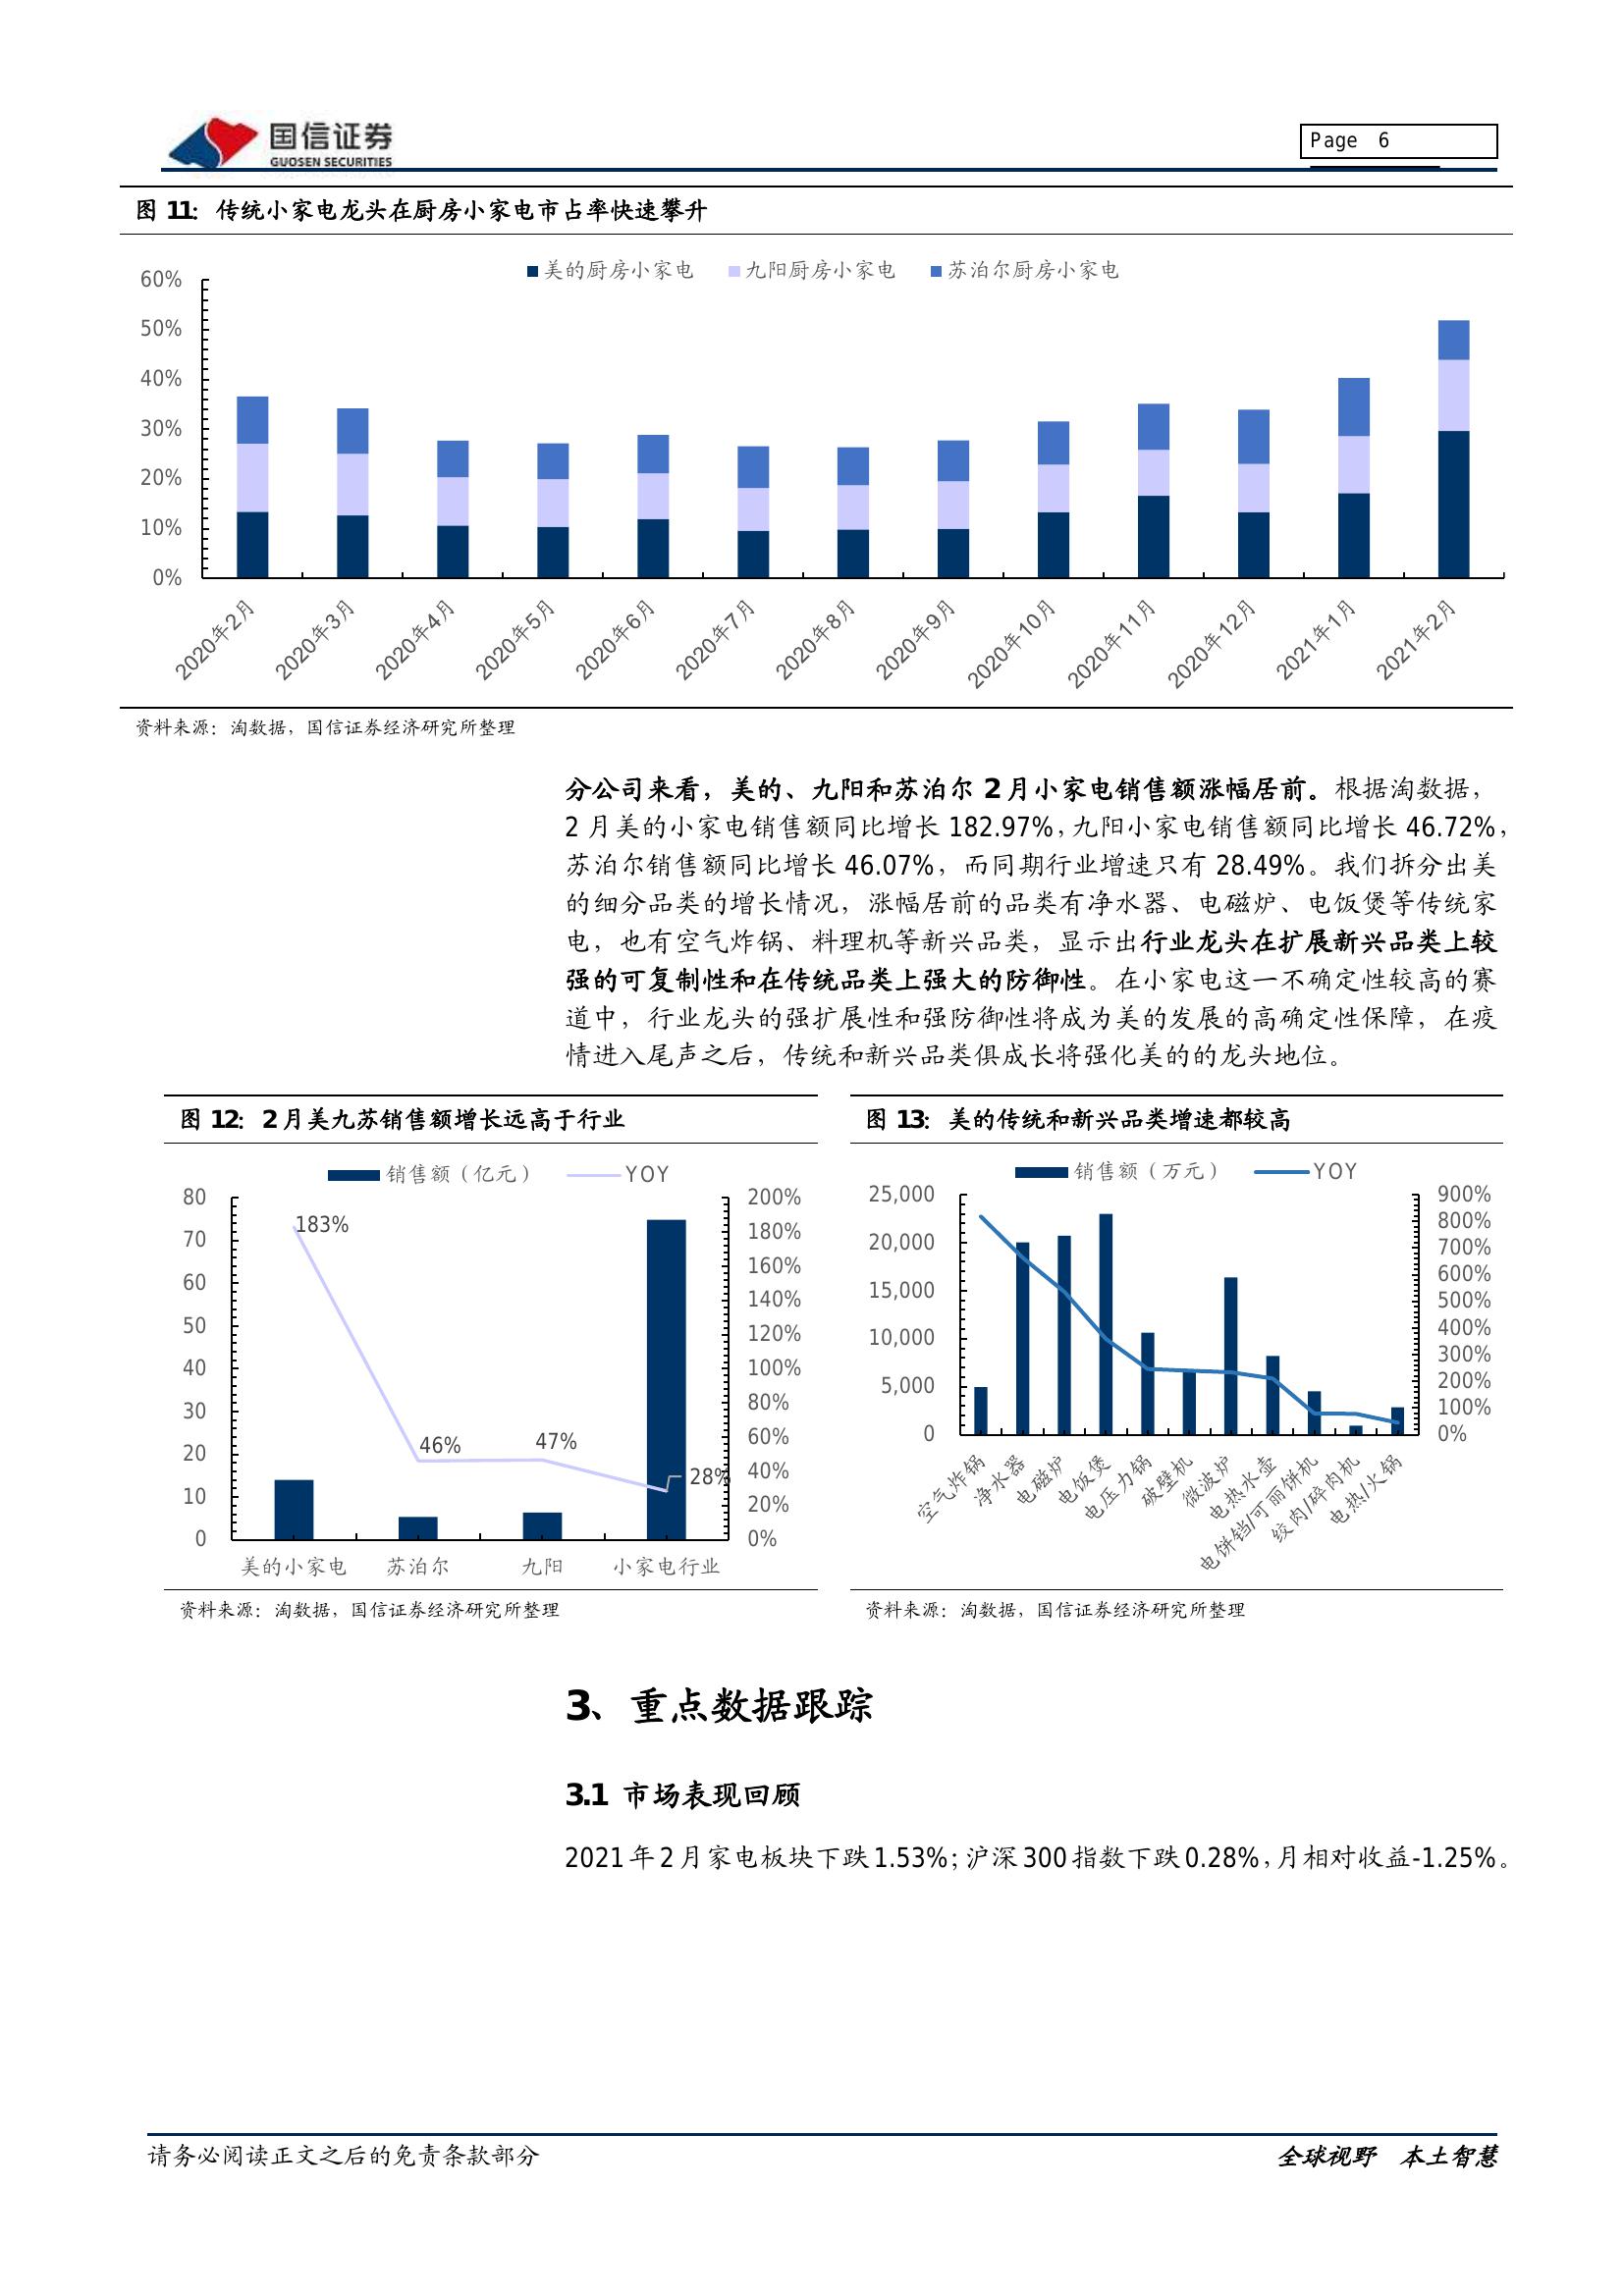 国信证券
GUOSEN SECURITIES
Page 6
图 11：传统小家电龙头在厨房小家电市占率快速攀升
美的厨房小家电 九阳厨房小家电 苏泊尔厨房小家电
60%
50%
40%
30%
20%
10%
0%
2020年2月 2020年3月 2020年4月 2020年5月 2020年6月 2020年7月 2020年8月 2020年9月 2020年10月 2020年11月 2020年12月 2021年1月 2021年2月
资料来源：淘数据，国信证券经济研究所整理
分公司来看，美的、九阳和苏泊尔 2 月小家电销售额涨幅居前。根据淘数据，
2 月美的小家电销售额同比增长 182.97%，九阳小家电销售额同比增长 46.72%，
苏泊尔销售额同比增长 46.07%，而同期行业增速只有 28.49%。我们拆分出美
的细分品类的增长情况，涨幅居前的品类有净水器、电磁炉、电饭煲等传统家
电，也有空气炸锅、料理机等新兴品类，显示出行业龙头在扩展新兴品类上较
强的可复制性和在传统品类上强大的防御性。在小家电这一不确定性较高的赛
道中，行业龙头的强扩展性和强防御性将成为美的发展的高确定性保障，在疫
情进入尾声之后，传统和新兴品类俱成长将强化美的的龙头地位。
图 12：2 月美九苏销售额增长远高于行业
销售额（亿元） YOY
80
70
60
50
40
30
20
10
0
200%
180%
160%
140%
120%
100%
80%
60%
40%
20%
0%
183%
46%
47%
28%
美的小家电 苏泊尔 九阳 小家电行业
资料来源：淘数据，国信证券经济研究所整理
图 13：美的传统和新兴品类增速都较高
销售额（万元） YOY
25,000
20,000
15,000
10,000
5,000
0
900%
800%
700%
600%
500%
400%
300%
200%
100%
0%
空气炸锅 净水器 电磁炉 电饭煲 电压力锅 破壁机 微波炉 电热水壶 电饼铛/可丽饼机 绞肉/碎肉机 电热/火锅
资料来源：淘数据，国信证券经济研究所整理
3、重点数据跟踪
3.1 市场表现回顾
2021 年 2 月家电板块下跌 1.53%；沪深 300 指数下跌 0.28%，月相对收益-1.25%。
请务必阅读正文之后的免责条款部分
全球视野 本土智慧